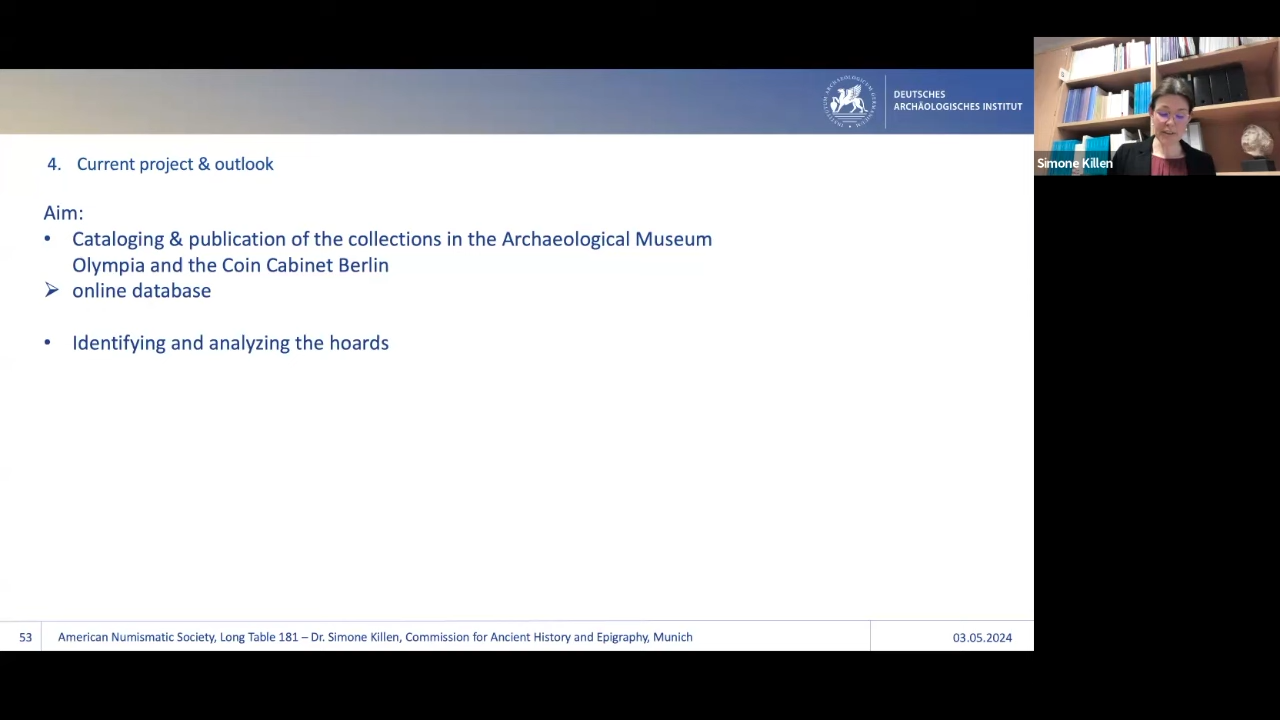 DEUTSCHES
ARCHÄOLOGISCHES INSTITUT
Simone Killen
4. Current project & outlook
Aim:
• Cataloging & publication of the collections in the Archaeological Museum
Olympia and the Coin Cabinet Berlin
➢ online database
• Identifying and analyzing the hoards
53 American Numismatic Society, Long Table 181 – Dr. Simone Killen, Commission for Ancient History and Epigraphy, Munich 03.05.2024